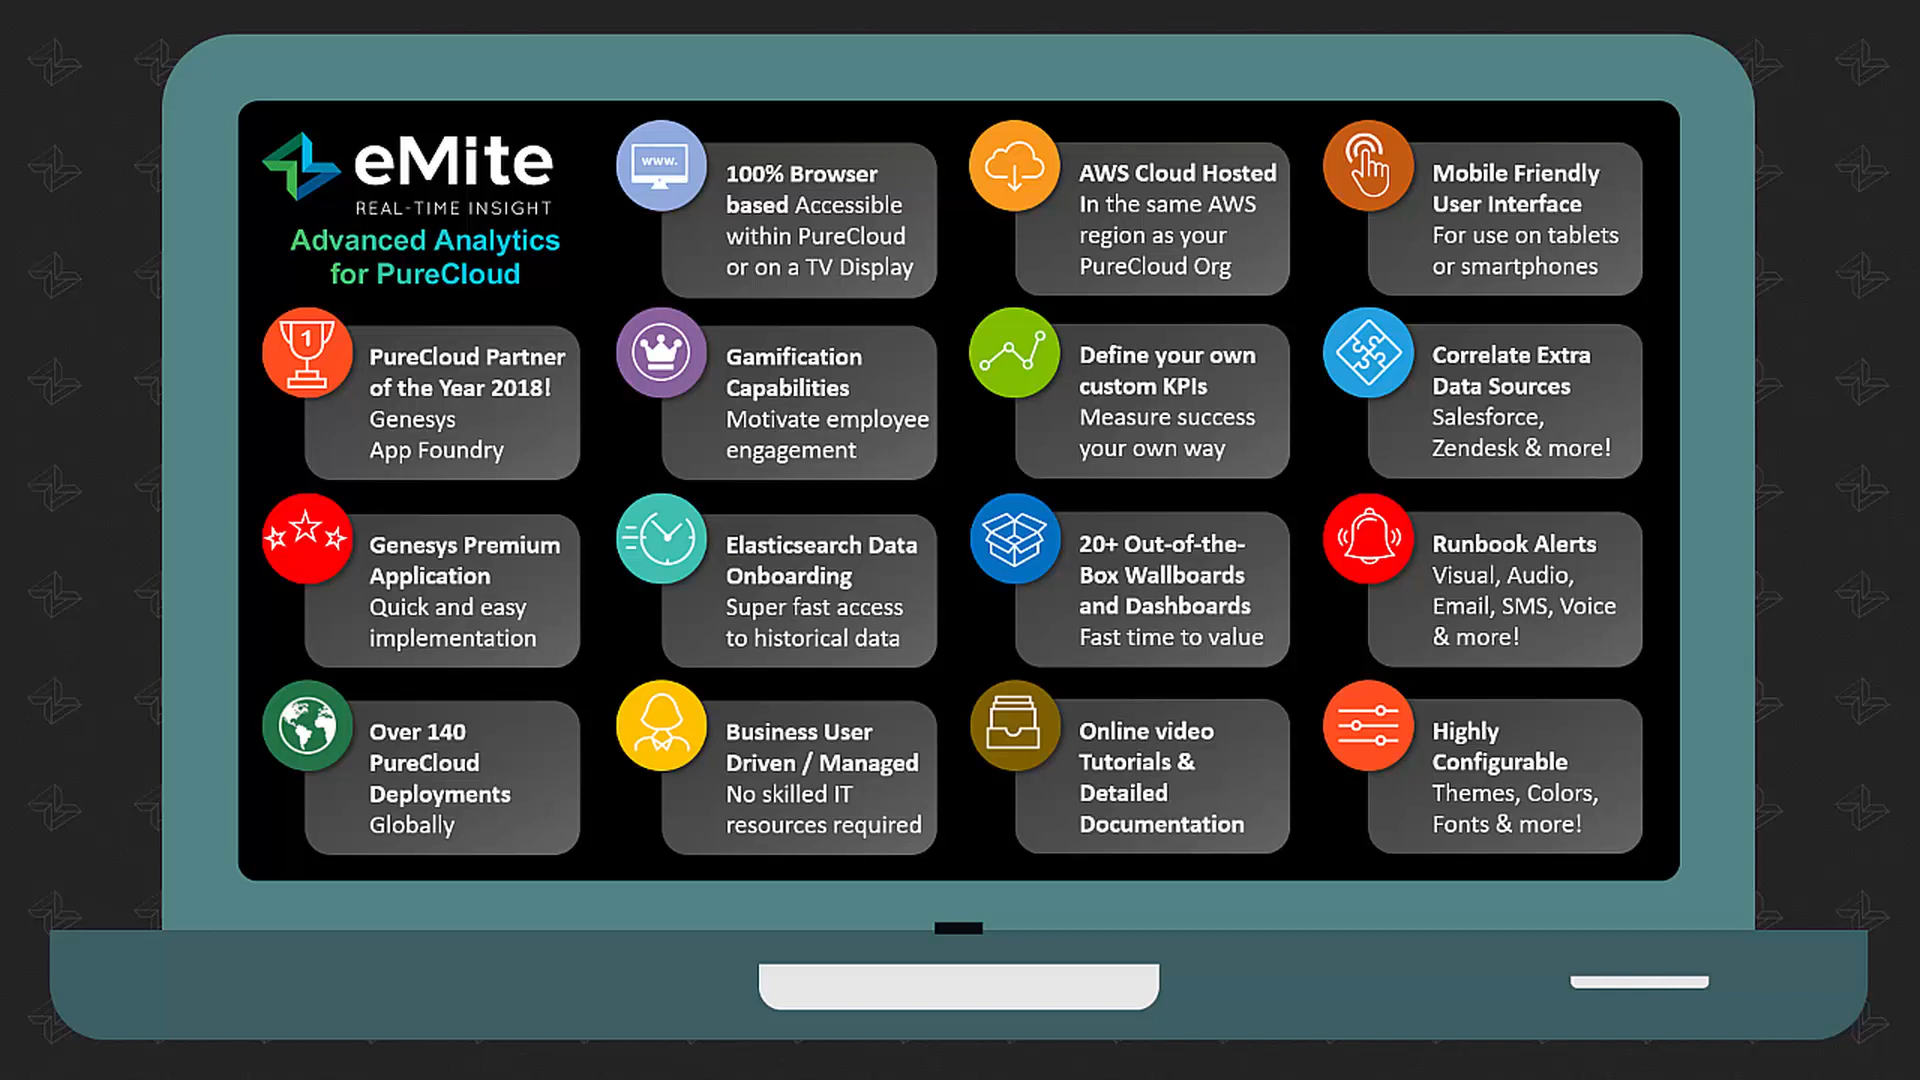 eMite
REAL-TIME INSIGHT
Advanced Analytics
for PureCloud
www.
100% Browser
based Accessible
within PureCloud
or on a TV Display
AWS Cloud Hosted
In the same AWS
region as your
PureCloud Org
Mobile Friendly
User Interface
For use on tablets
or smartphones
1
PureCloud Partner
of the Year 2018!
Genesys
App Foundry
Gamification
Capabilities
Motivate employee
engagement
Define your own
custom KPIs
Measure success
your own way
Correlate Extra
Data Sources
Salesforce,
Zendesk & more!
Genesys Premium
Application
Quick and easy
implementation
Elasticsearch Data
Onboarding
Super fast access
to historical data
20+ Out-of-the-
Box Wallboards
and Dashboards
Fast time to value
Runbook Alerts
Visual, Audio,
Email, SMS, Voice
& more!
Over 140
PureCloud
Deployments
Globally
Business User
Driven / Managed
No skilled IT
resources required
Online video
Tutorials &
Detailed
Documentation
Highly
Configurable
Themes, Colors,
Fonts & more!